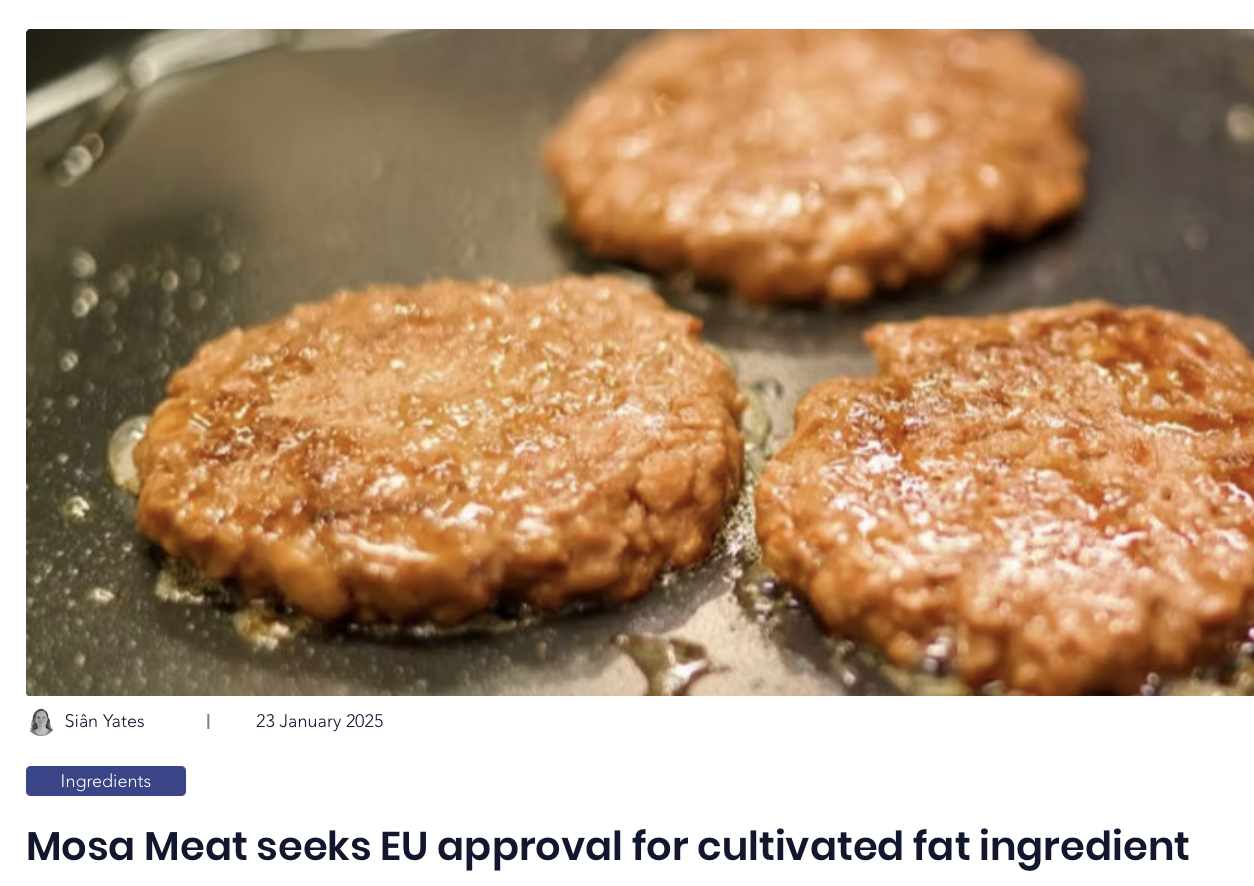 Siân Yates | 23 January 2025
Ingredients
Mosa Meat seeks EU approval for cultivated fat ingredient